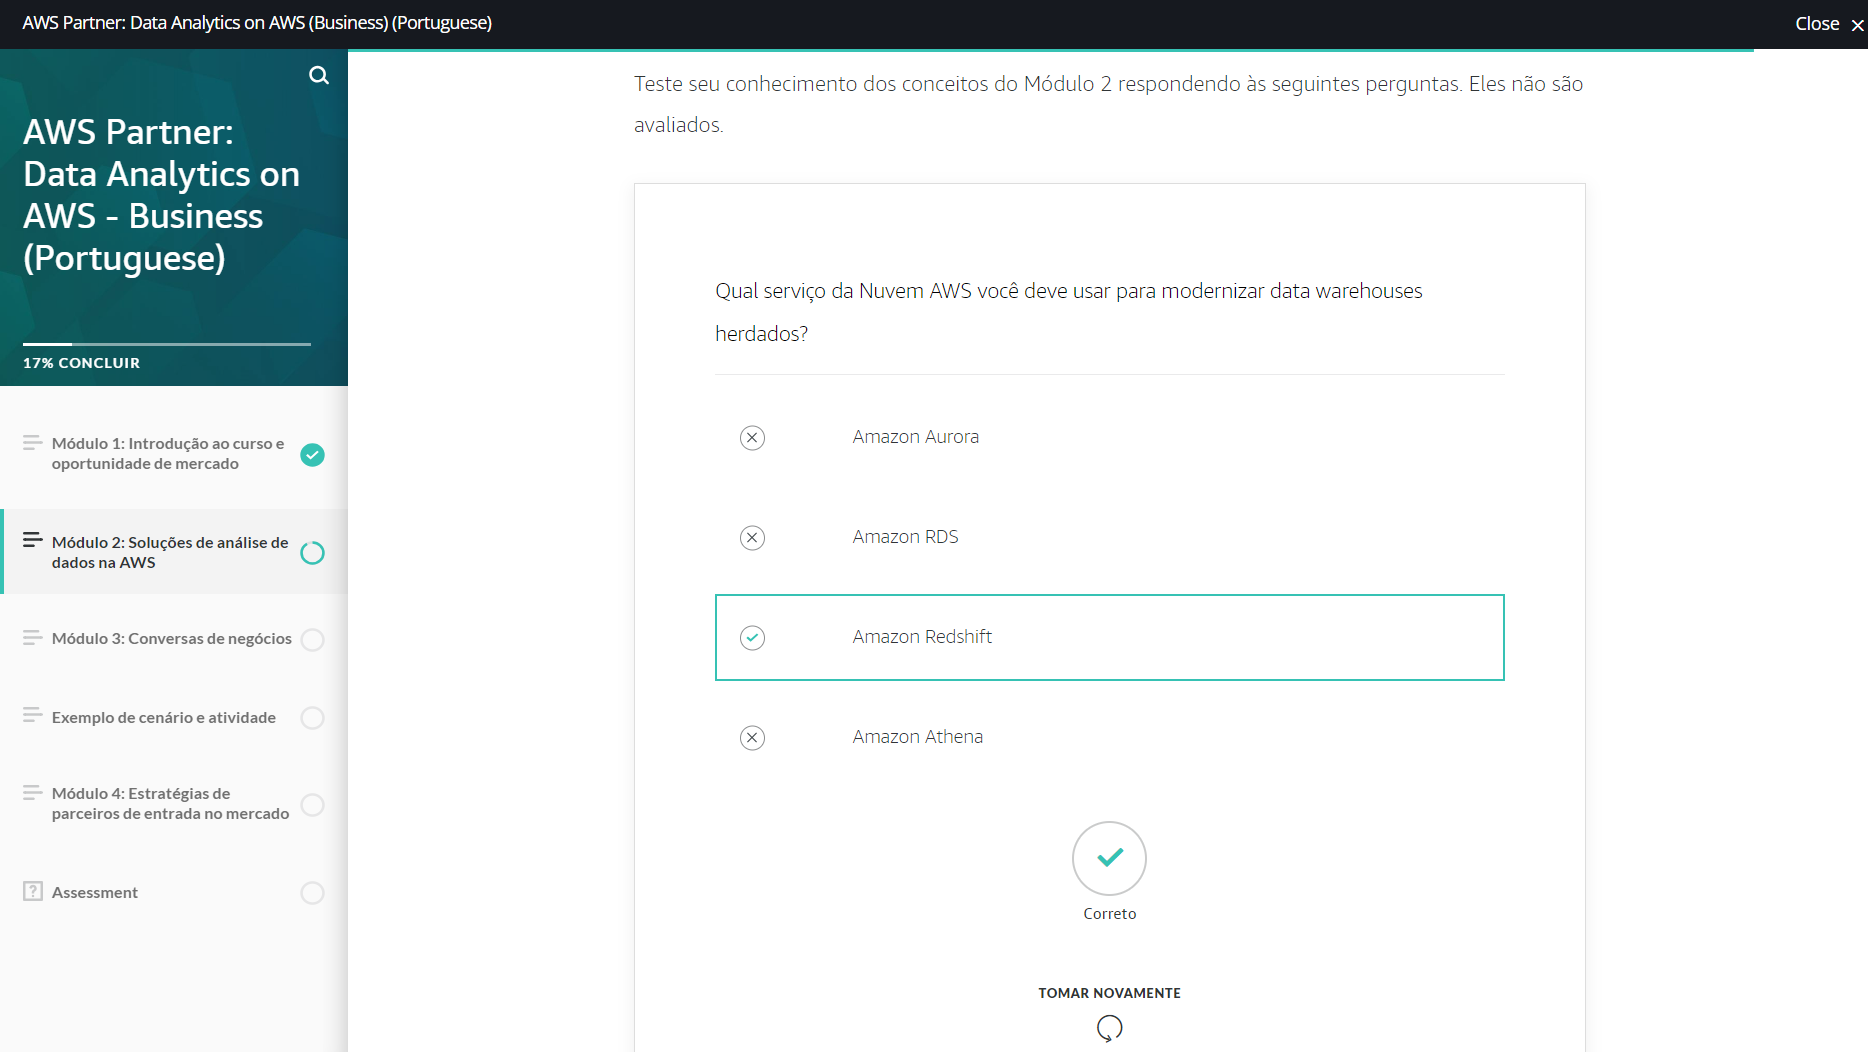 AWS Partner: Data Analytics on AWS (Business) (Portuguese)
Close
AWS Partner:
Data Analytics on
AWS - Business
(Portuguese)
17% CONCLUIR
Módulo 1: Introdução ao curso e
oportunidade de mercado
Módulo 2: Soluções de análise de
dados na AWS
Módulo 3: Conversas de negócios
Exemplo de cenário e atividade
Módulo 4: Estratégias de
parceiros de entrada no mercado
?
Assessment
Teste seu conhecimento dos conceitos do Módulo 2 respondendo às seguintes perguntas. Eles não são
avaliados.
Qual serviço da Nuvem AWS você deve usar para modernizar data warehouses
herdados?
Amazon Aurora
Amazon RDS
Amazon Redshift
Amazon Athena
Correto
TOMAR NOVAMENTE